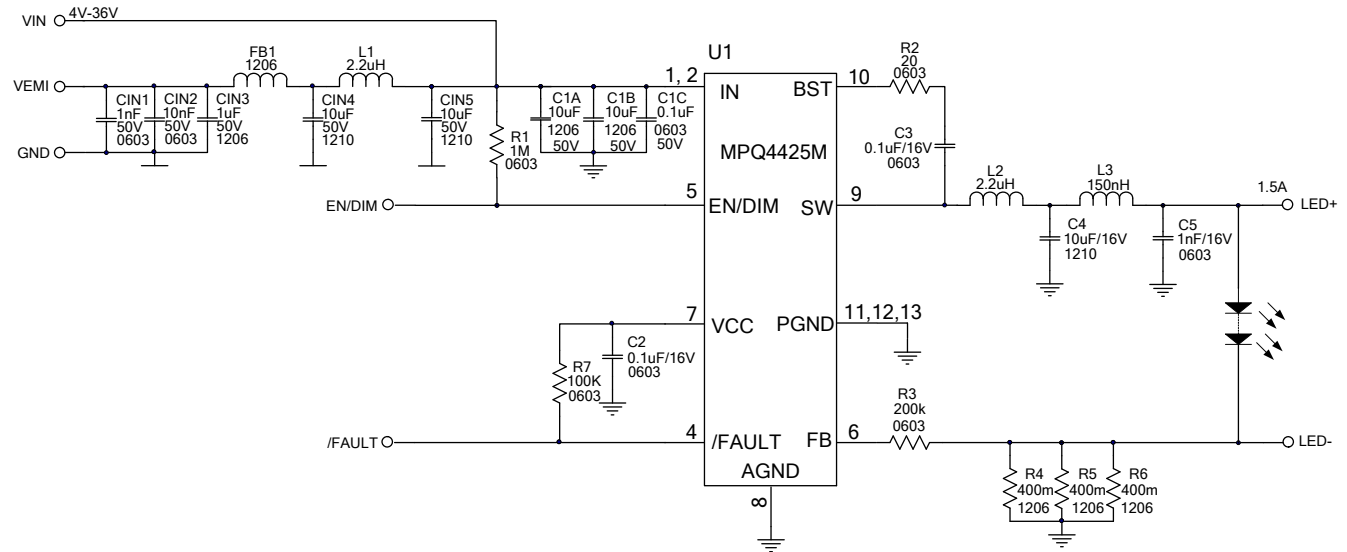 VIN
4V-36V
VEMI
GND
CIN1
1nF
50V
0603
CIN2
10nF
50V
0603
CIN3
1uF
50V
1206
FB1
1206
CIN4
10uF
50V
1210
L1
2.2uH
CIN5
10uF
50V
1210
R1
1M
0603
C1A
10uF
1206
50V
C1B
10uF
1206
50V
C1C
0.1uF
0603
50V
EN/DIM
U1
1, 2
IN
BST
10
MPQ4425M
5
EN/DIM
SW
9
7
VCC
PGND
11,12,13
4
/FAULT
FB
6
AGND
8
R2
20
0603
C3
0.1uF/16V
0603
L2
2.2uH
L3
150nH
1.5A
LED+
C4
10uF/16V
1210
C5
1nF/16V
0603
C2
0.1uF/16V
0603
R7
100K
0603
/FAULT
R3
200k
0603
LED-
R4
400m
1206
R5
400m
1206
R6
400m
1206